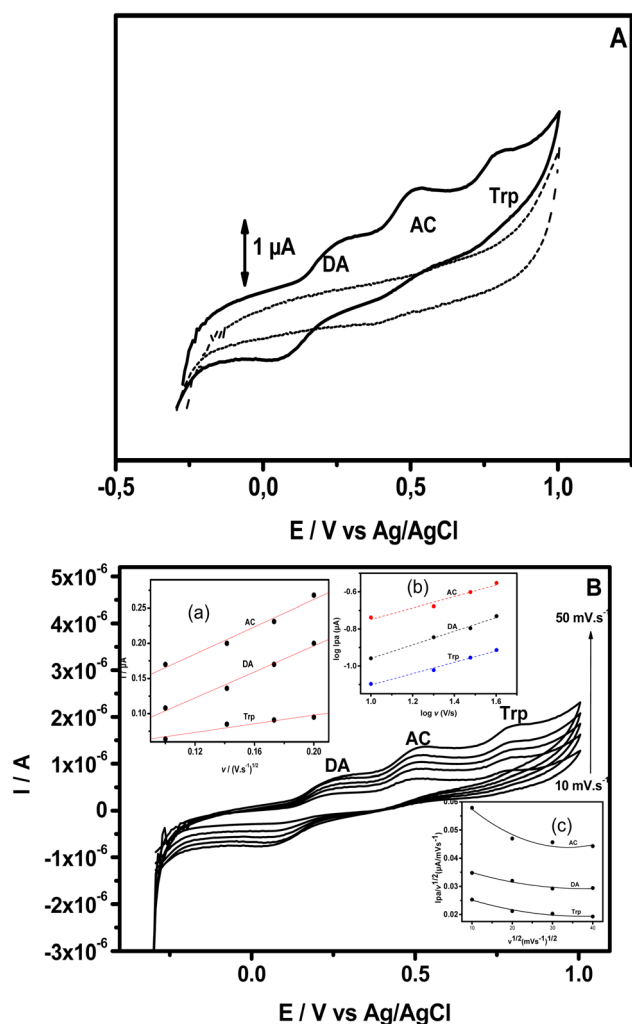 A
Trp
AC
1 µA
DA
-0,5
0,0
0,5
1,0
E / V vs Ag/AgCl
B
5x10-6
4x10-6
3x10-6
2x10-6
1x10-6
0
-1x10-6
-2x10-6
-3x10-6
I / A
0.0
0.5
1.0
E / V vs Ag/AgCl
50 mV.s-1
10 mV.s-1
DA
AC
Trp
(a)
0.25
0.20
0.15
0.10
0.12
0.16
0.20
AC
DA
Trp
v / (V.s-1)1/2
(b)
-0.4
-0.6
-0.8
-1.0
log Ipa (µA)
1.0
1.2
1.4
1.6
log v (V/s)
AC
DA
Trp
(c)
0.06
0.05
0.04
0.03
0.02
Ipa/v1/2(µA/mVs-1)
10
20
30
40
v1/2(mVs-1)1/2
AC
DA
Trp